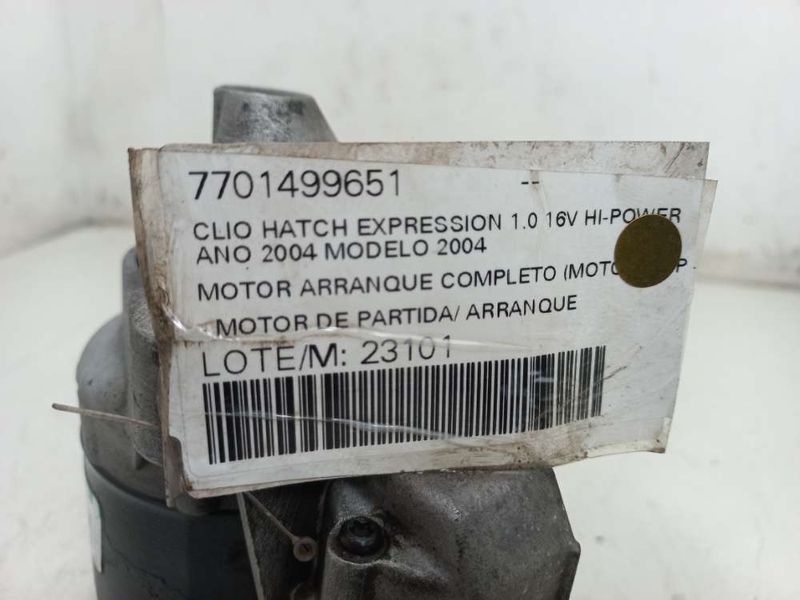 7701499651 --
CLIO HATCH EXPRESSION 1.0 16V HI-POWER
ANO 2004 MODELO 2004
MOTOR ARRANQUE COMPLETO
MOTOR DE PARTIDA/ ARRANQUE
LOTE/M: 23101